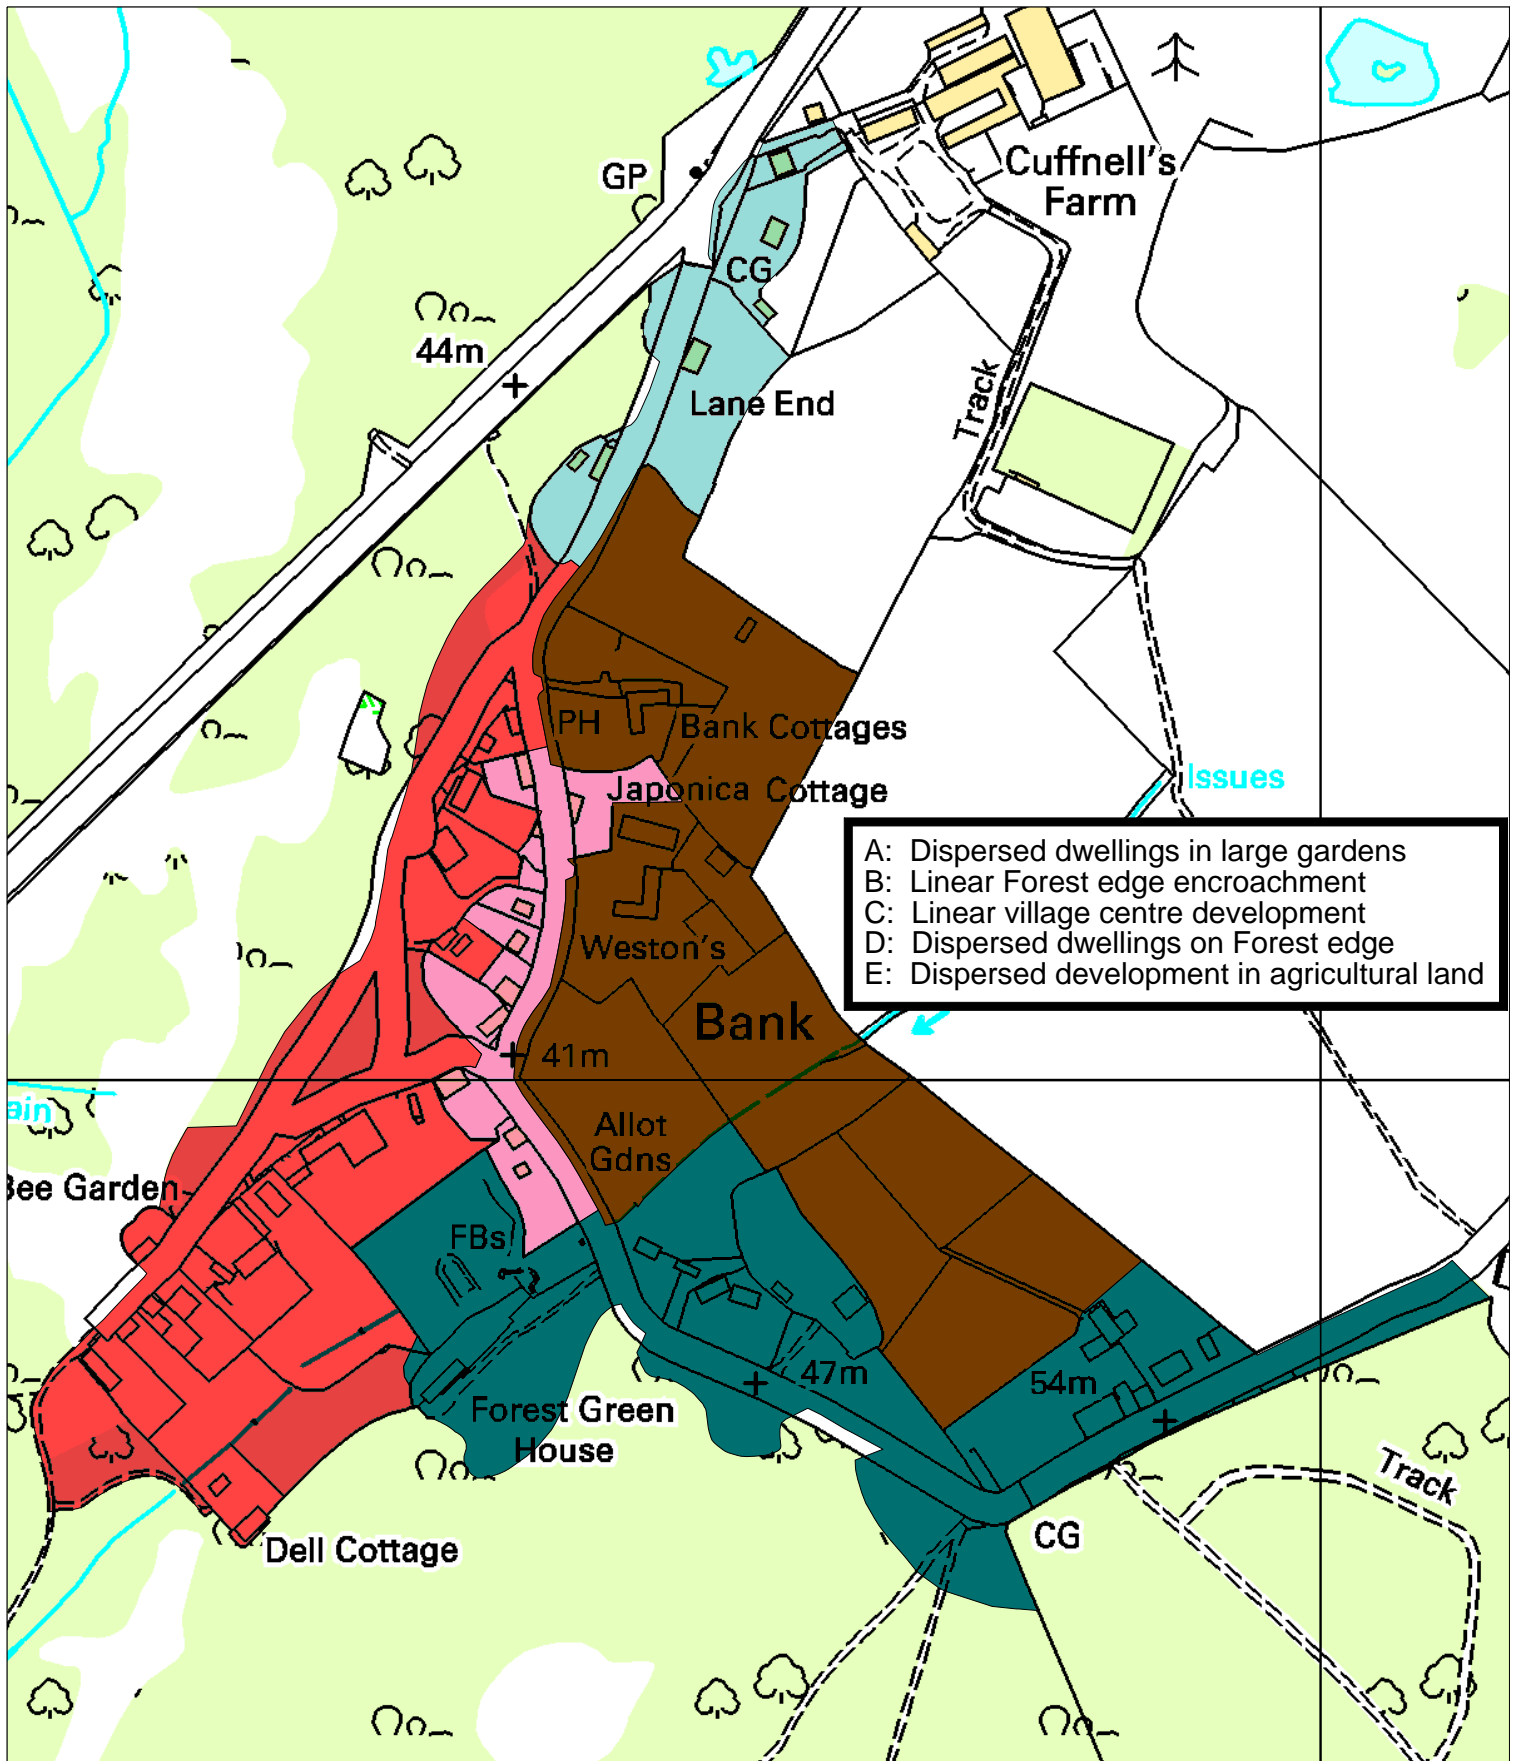 GP
Cuffnell's
Farm
CG
44m
Track
Lane End
PH
Bank Cottages
Issues
Japonica Cottage
A: Dispersed dwellings in large gardens
B: Linear Forest edge encroachment
C: Linear village centre development
D: Dispersed dwellings on Forest edge
E: Dispersed development in agricultural land
Weston's
Bank
41m
ain
Allot
Gdns
Bee Garden
FBs
47m
54m
Forest Green
House
Track
CG
Dell Cottage